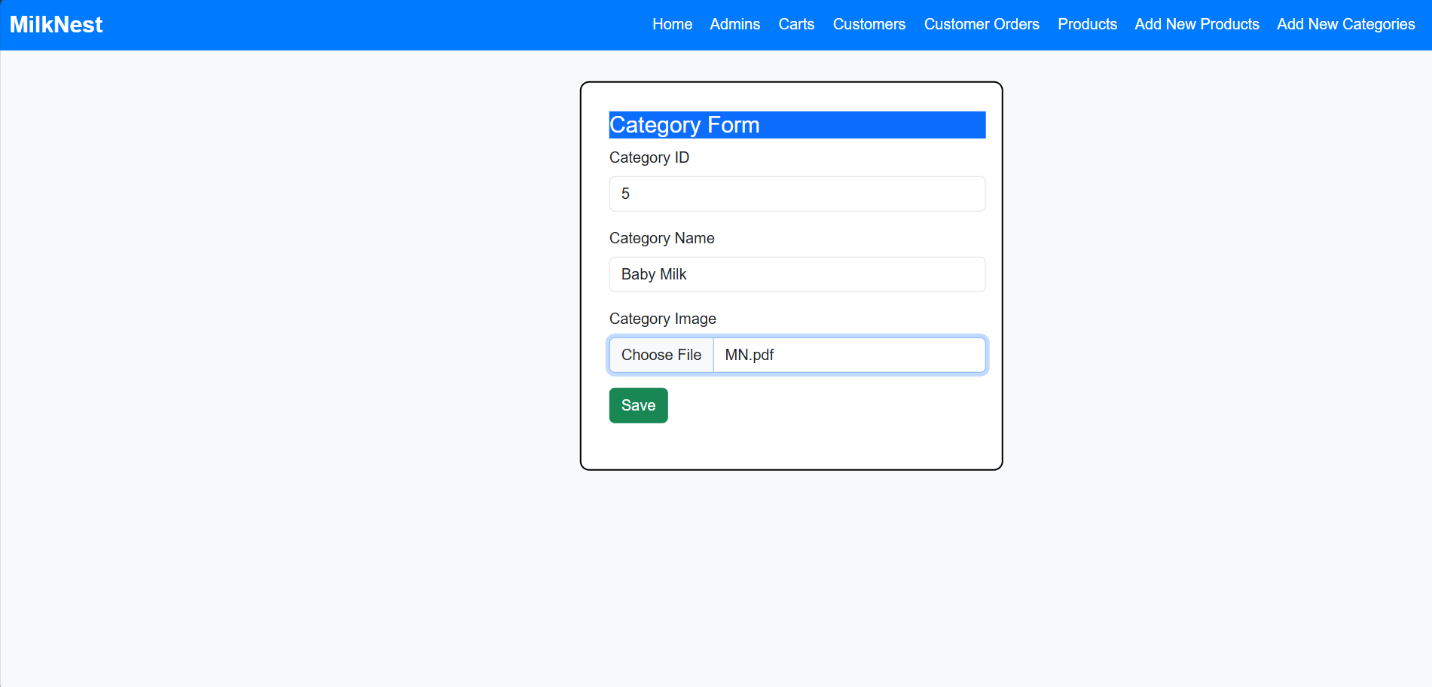 MilkNest Home Admins Carts Customers Customer Orders Products Add New Products Add New Categories
Category Form
Category ID
5
Category Name
Baby Milk
Category Image
Choose File MN.pdf
Save